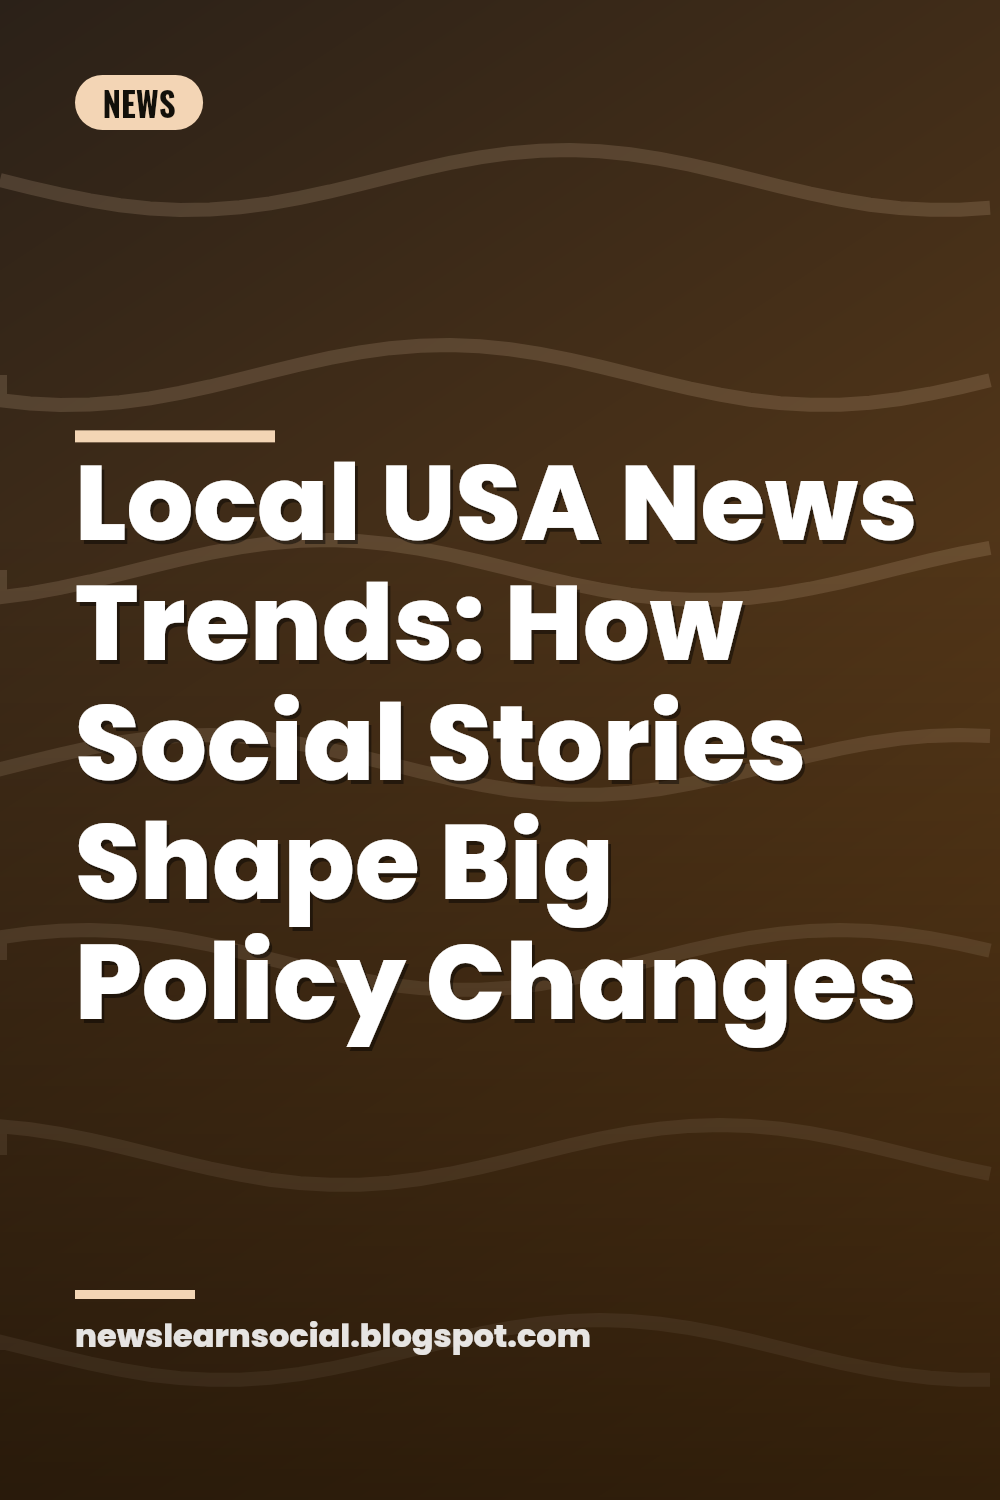 NEWS
Local USA News
Trends: How
Social Stories
Shape Big
Policy Changes
newslearnsocial.blogspot.com